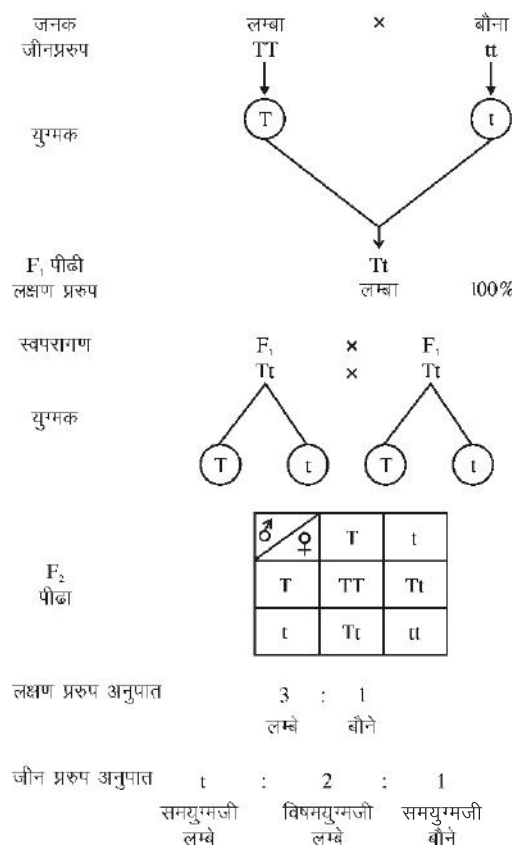 जनक लम्बा × बौना
जीनप्ररुप TT tt
युग्मक T t
F₁ पीढी Tt
लक्षण प्ररुप लम्बा 100%
स्वपरागण F₁ × F₁
Tt × Tt
युग्मक T t T t
♂ ♀ T t
F₂ T TT Tt
पीढा
t Tt tt
लक्षण प्ररुप अनुपात 3 : 1
लम्बे बौने
जीन प्ररुप अनुपात t : 2 : 1
समयुग्मजी विषमयुग्मजी समयुग्मजी
लम्बे लम्बे बौने